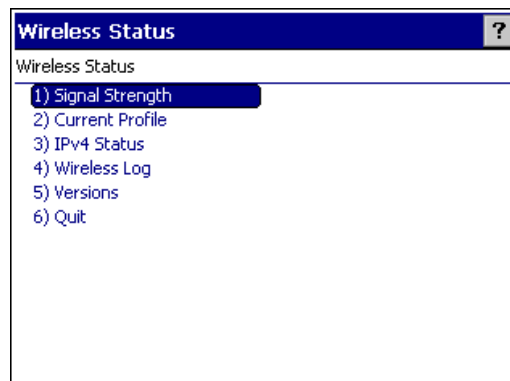 Wireless Status ?
Wireless Status
1) Signal Strength
2) Current Profile
3) IPv4 Status
4) Wireless Log
5) Versions
6) Quit